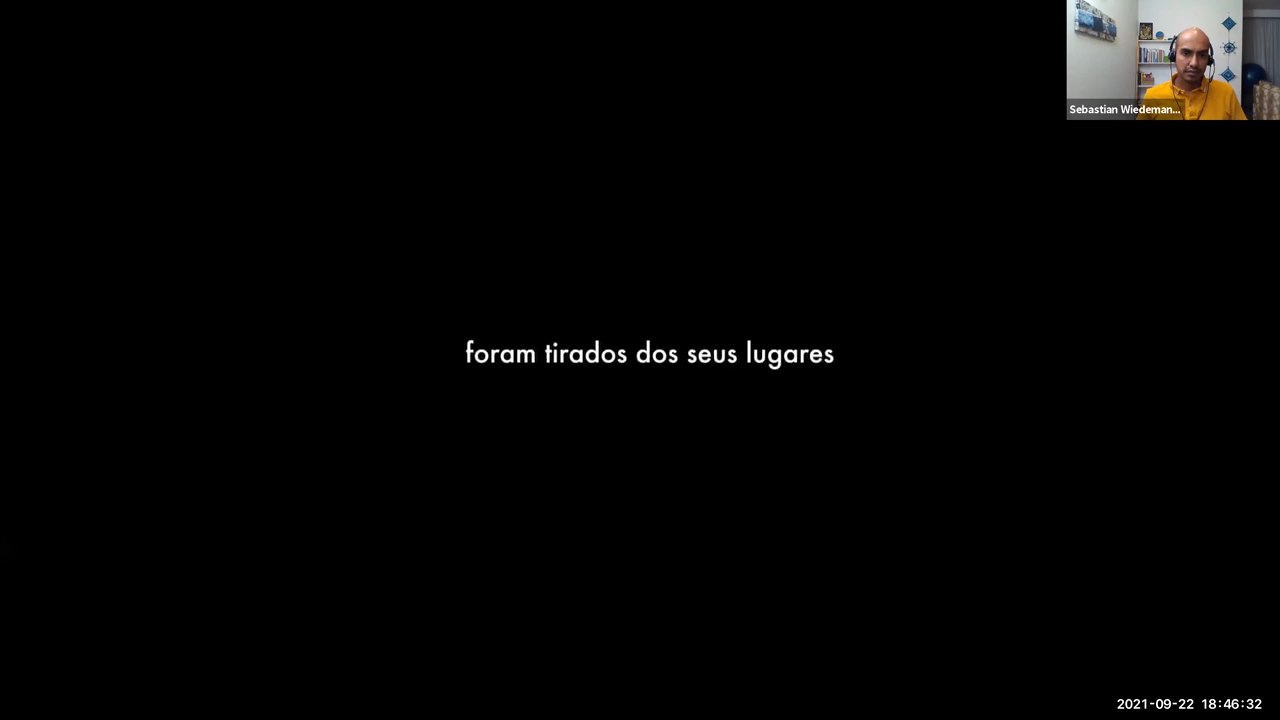 Sebastian Wiedeman...
foram tirados dos seus lugares
2021-09-22 18:46:32